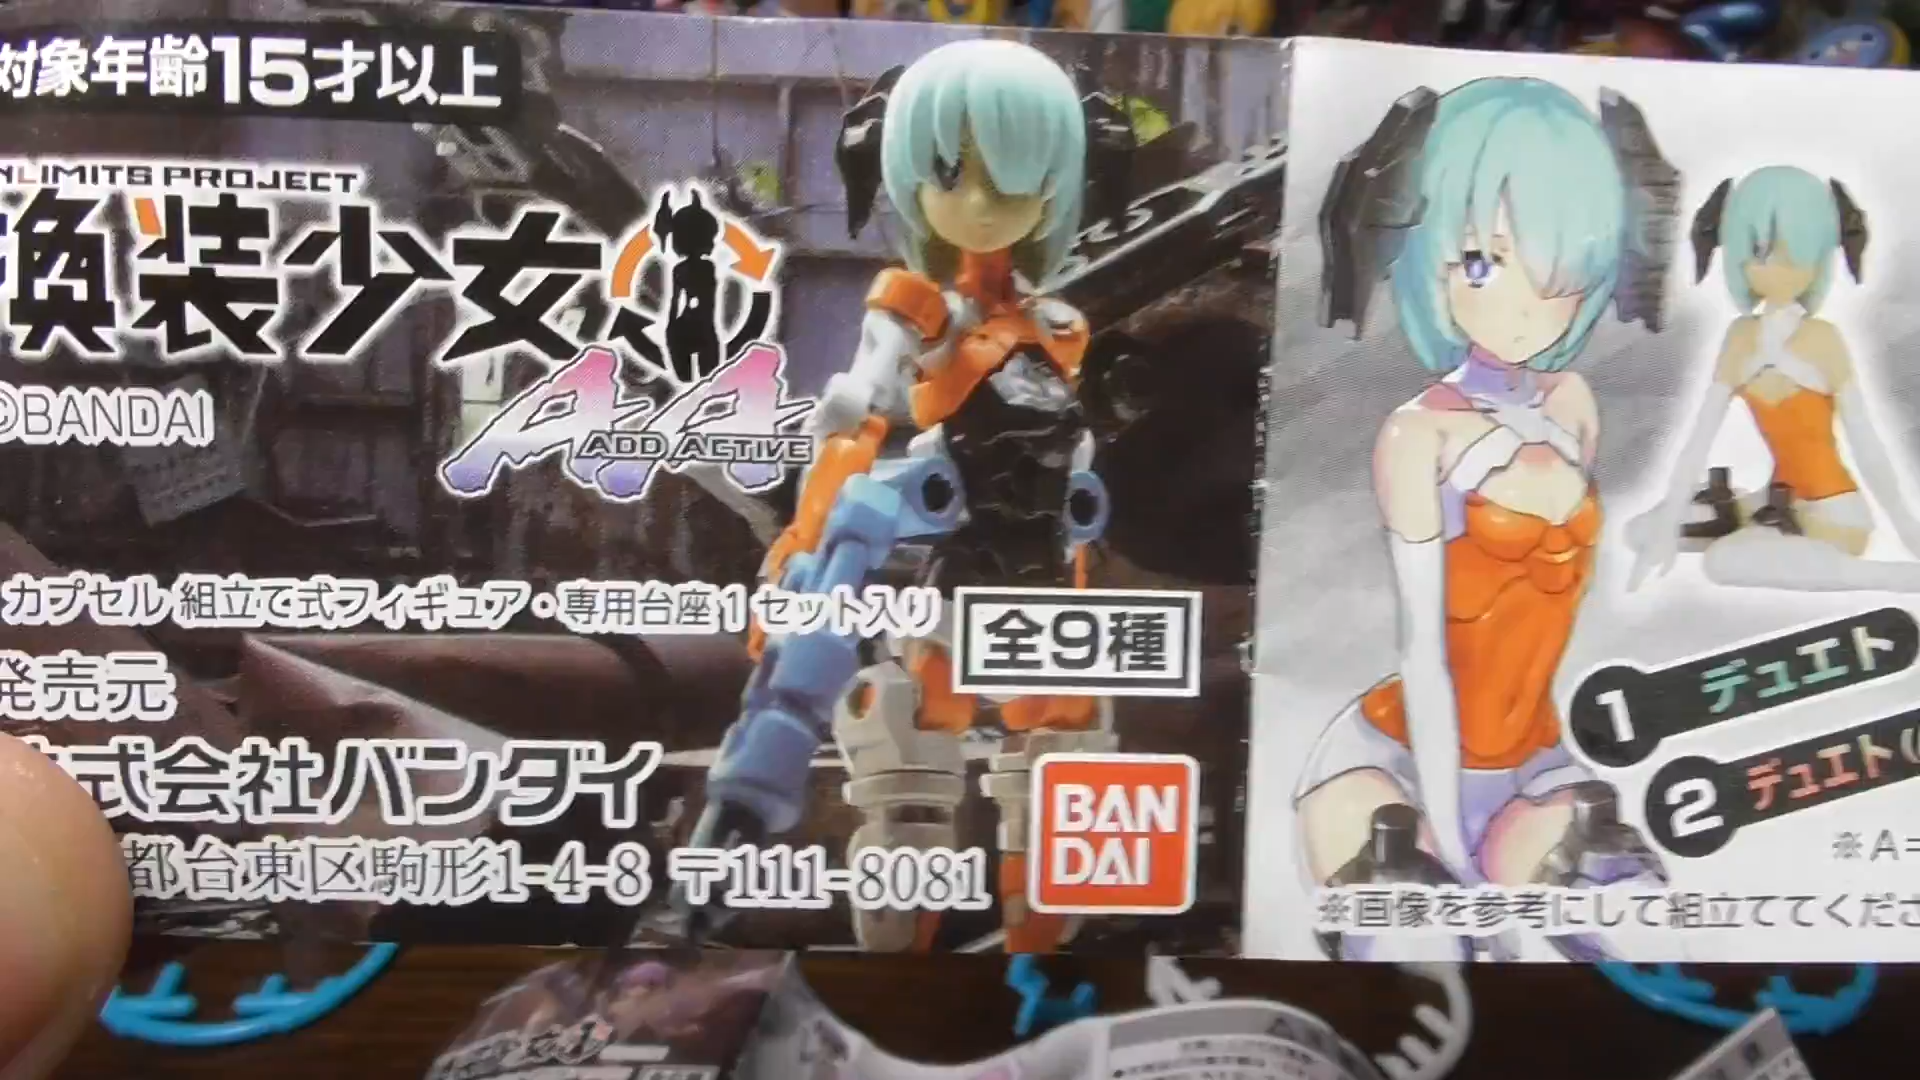 対象年齢15才以上
NLIMITS PROJECT
換装少女
AA
ADD ACTIVE
©BANDAI
カプセル 組立て式フィギュア・専用台座1セット入り
全9種
発売元
式会社バンダイ
都台東区駒形1-4-8 〒111-8081
BAN
DAI
1 デュエト
2 デュエト(
※A=
※画像を参考にして組立ててくださ